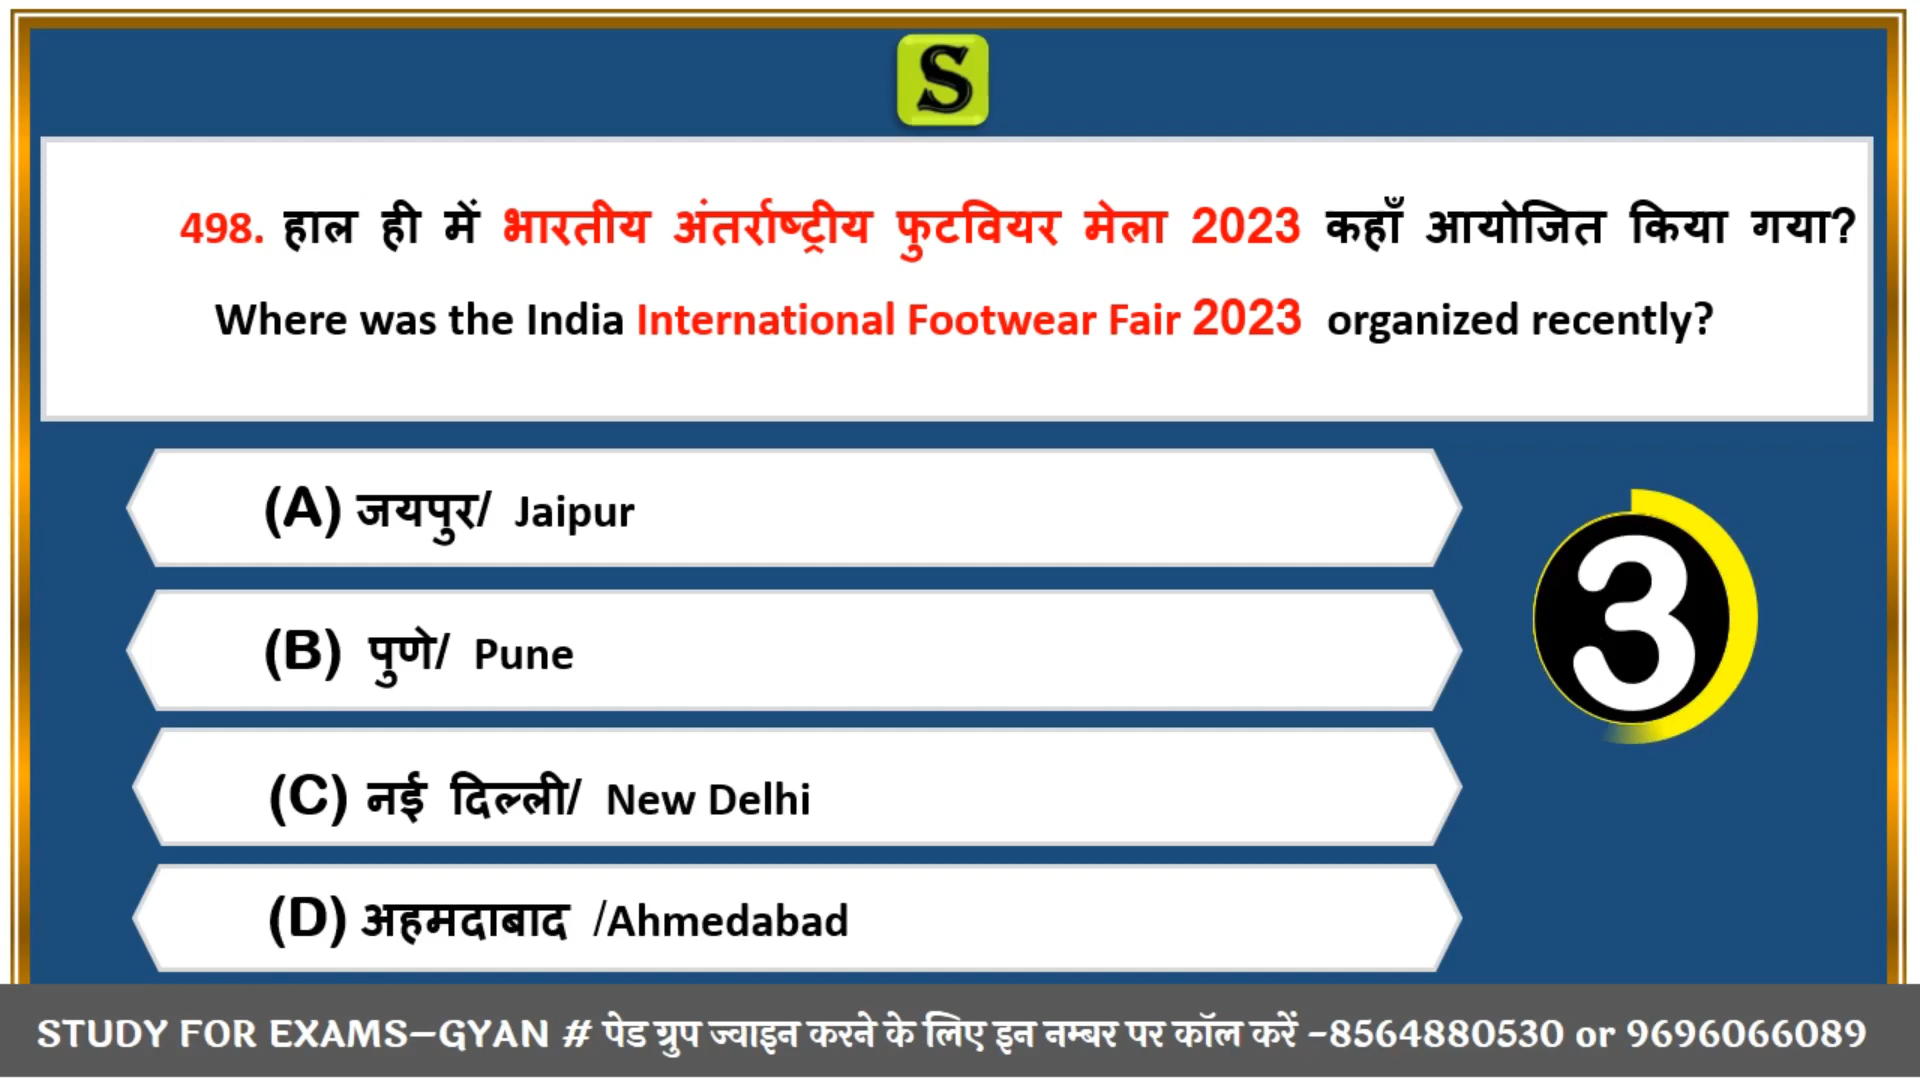 S
498. हाल ही में भारतीय अंतर्राष्ट्रीय फुटवियर मेला 2023 कहाँ आयोजित किया गया?
Where was the India International Footwear Fair 2023 organized recently?
(A) जयपुर/ Jaipur
(B) पुणे/ Pune
3
(C) नई दिल्ली/ New Delhi
(D) अहमदाबाद /Ahmedabad
STUDY FOR EXAMS–GYAN # पेड ग्रुप ज्वाइन करने के लिए इन नम्बर पर कॉल करें -8564880530 or 9696066089